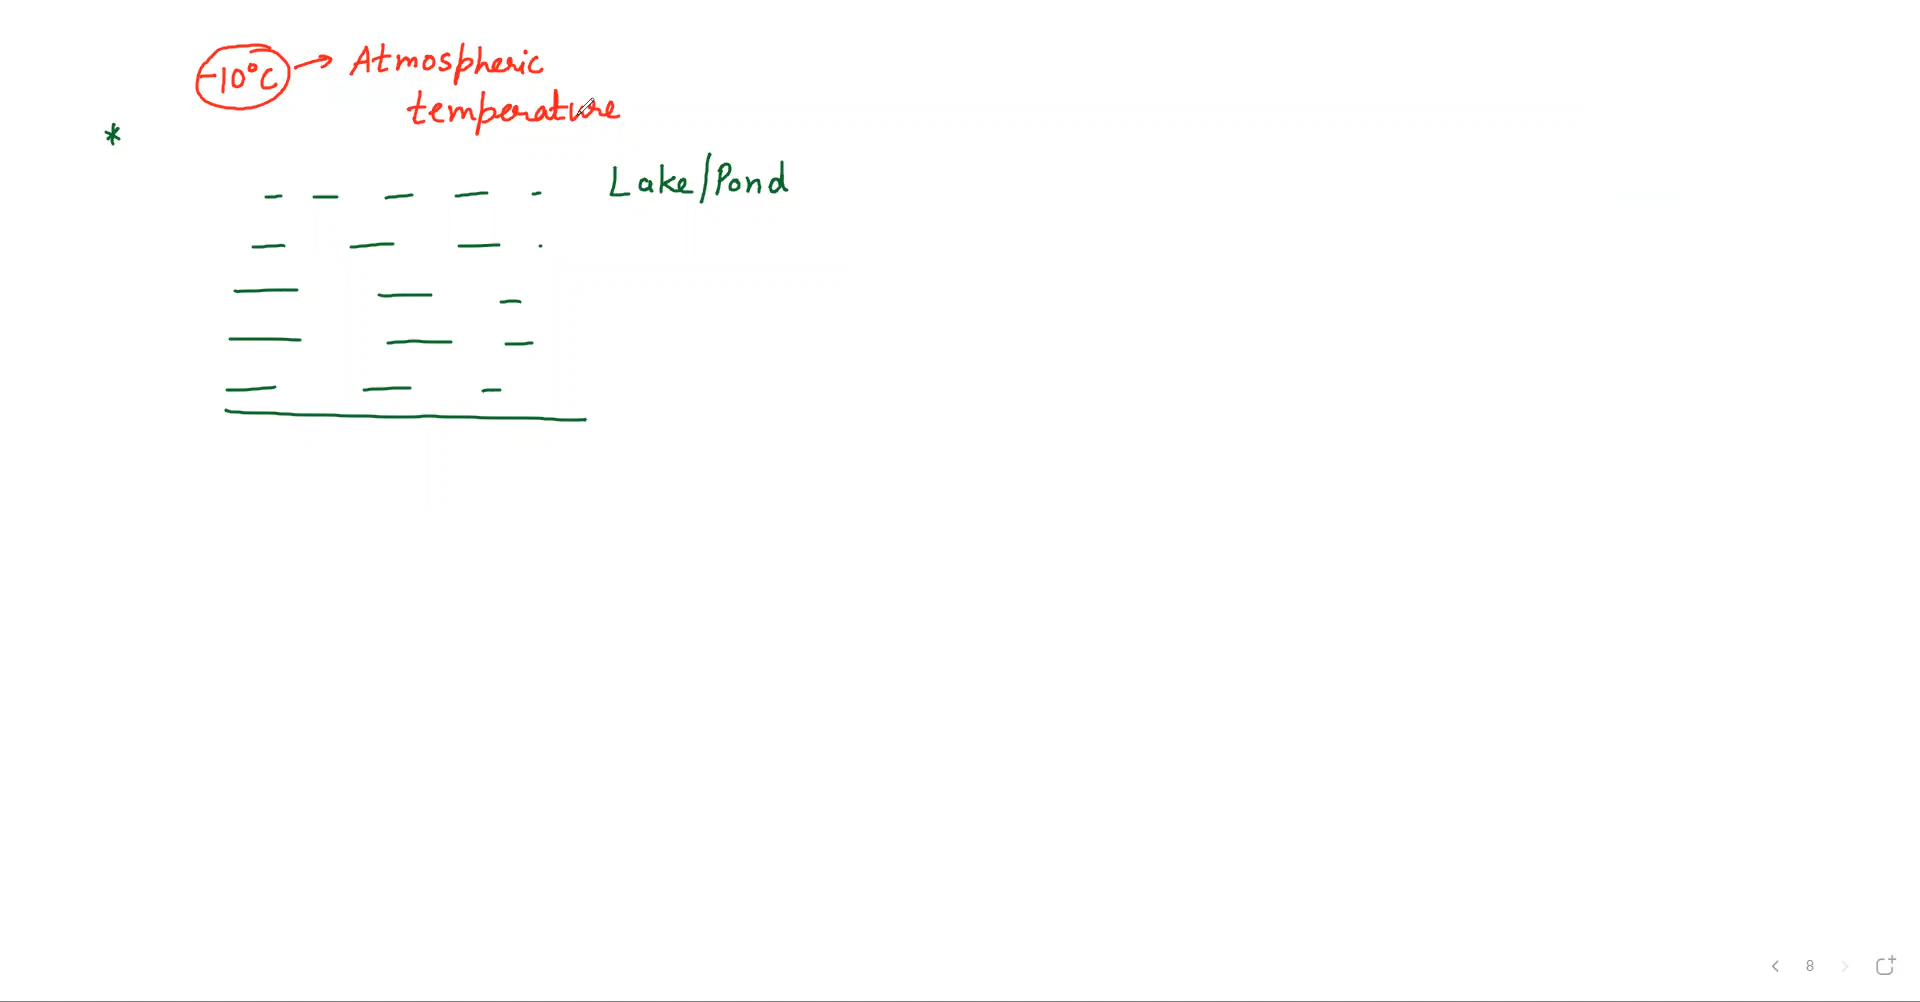 -10°C → Atmospheric
temperature
*
Lake/Pond
8